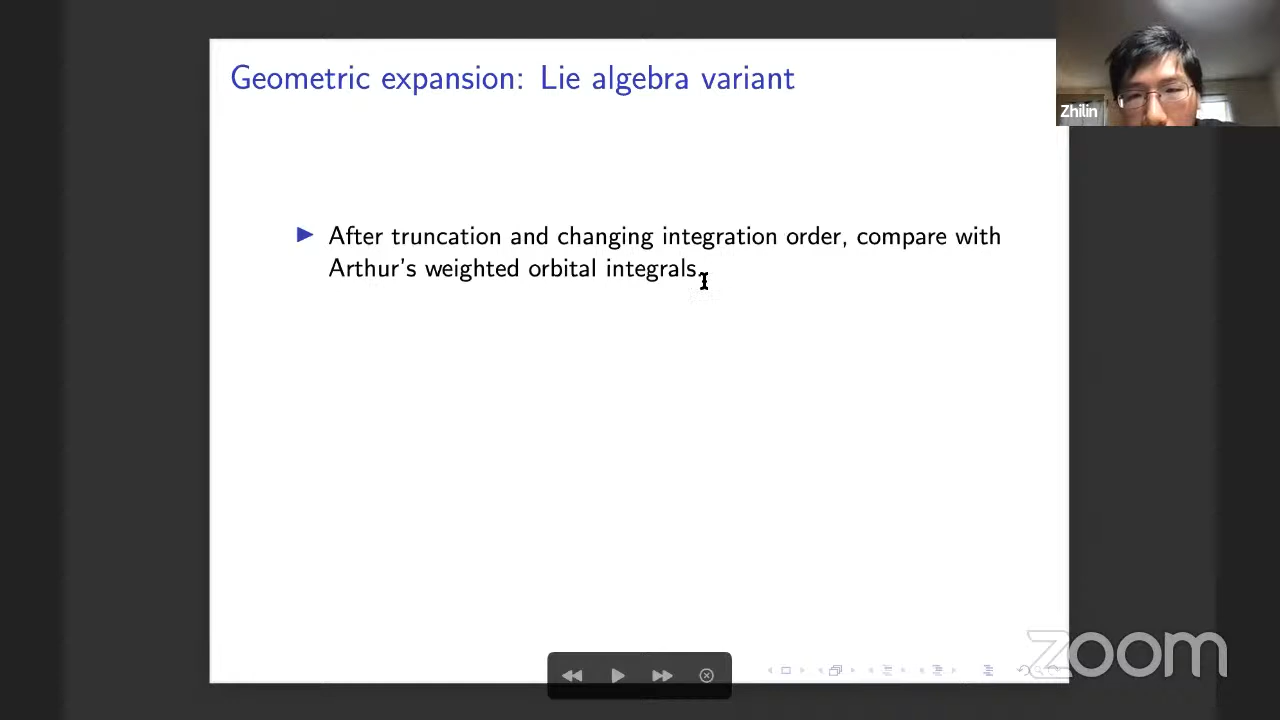 Geometric expansion: Lie algebra variant
Zhilin
After truncation and changing integration order, compare with
Arthur's weighted orbital integrals.
zoom